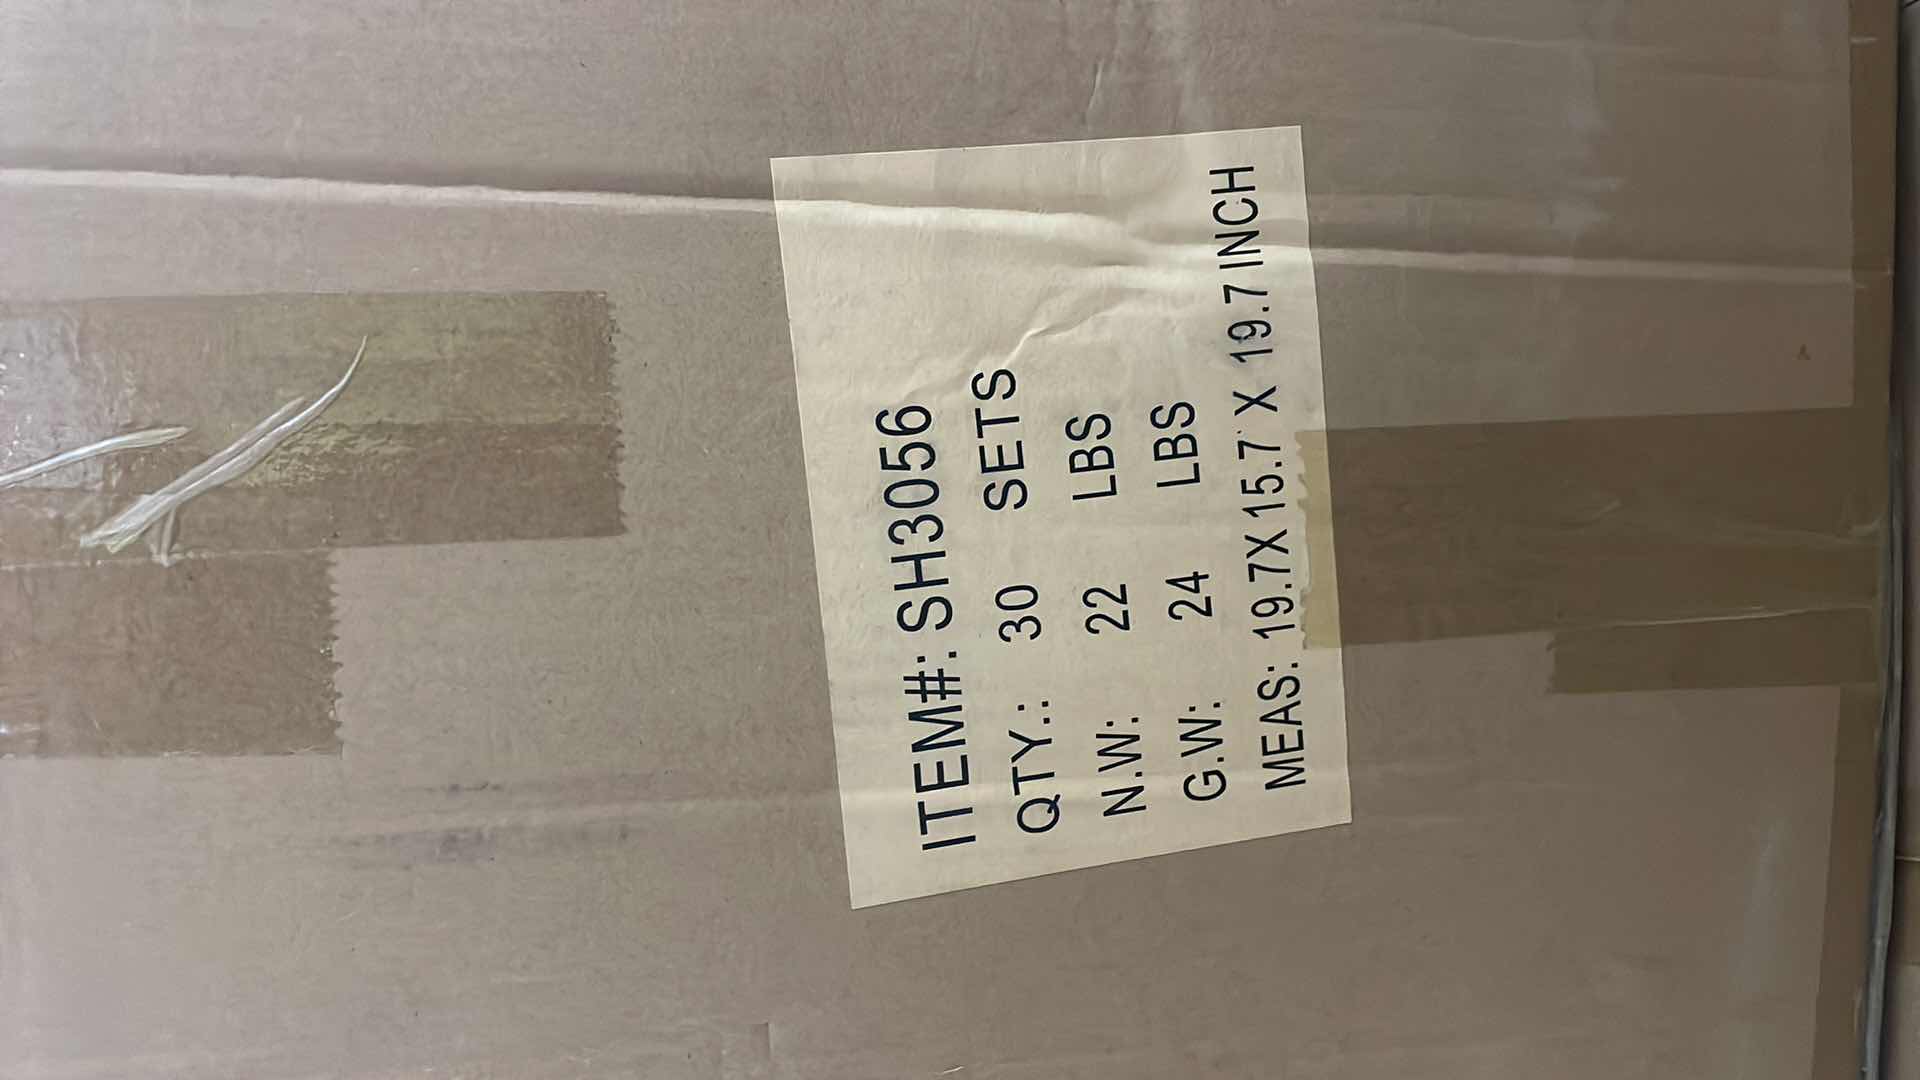 ITEM#: SH3056
QTY.: 30 SETS
N.W: 22 LBS
G.W: 24 LBS
MEAS: 19.7X 15.7 X 19.7 INCH